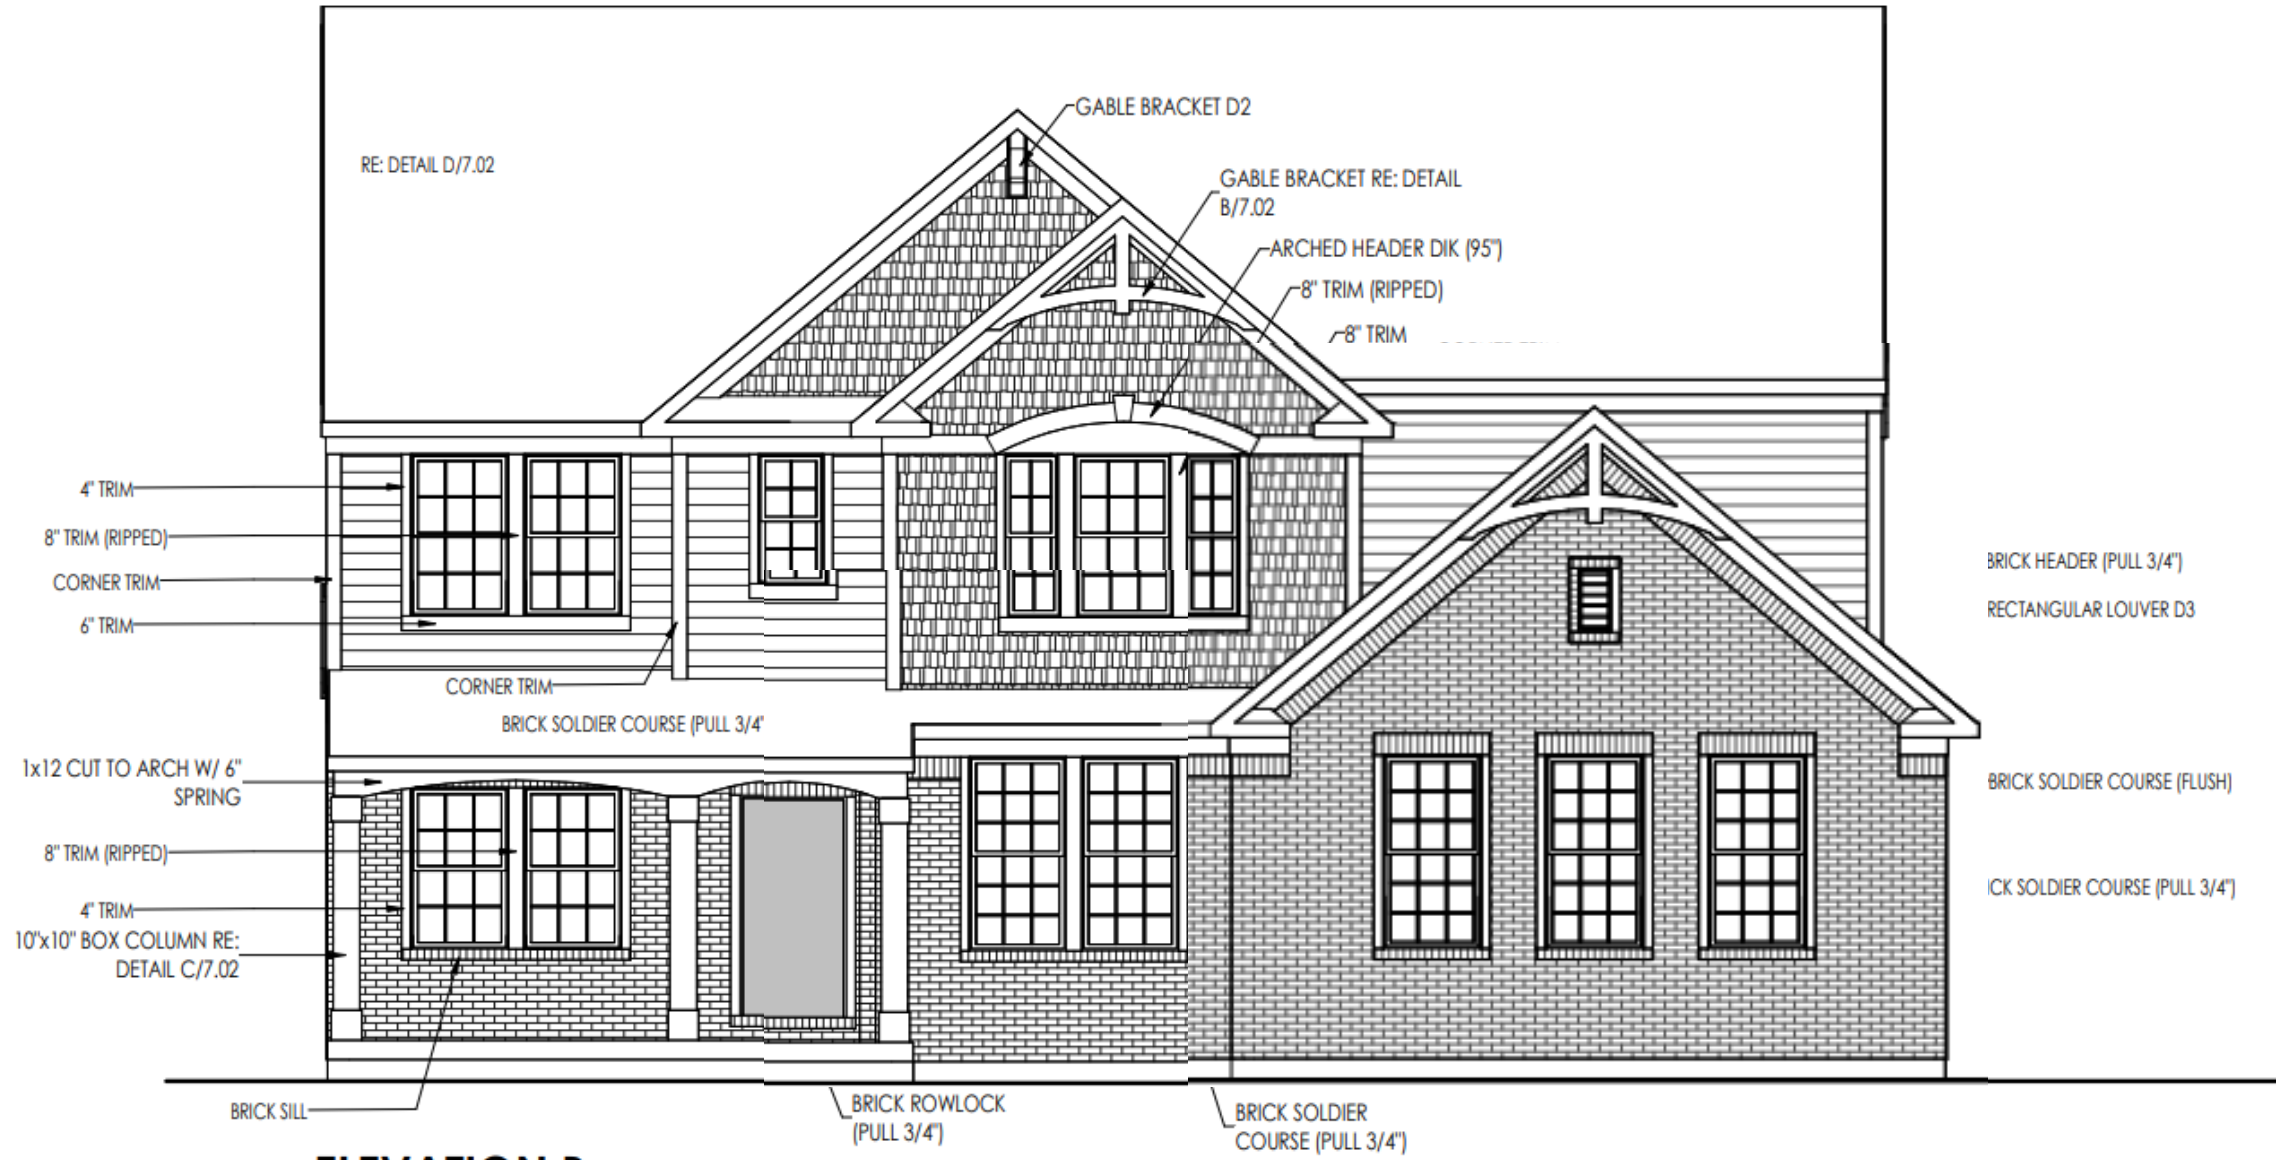 GABLE BRACKET D2
RE: DETAIL D/7.02
GABLE BRACKET RE: DETAIL
B/7.02
ARCHED HEADER DIK (95")
8" TRIM (RIPPED)
8" TRIM
4" TRIM
8" TRIM (RIPPED)
CORNER TRIM
6" TRIM
BRICK HEADER (PULL 3/4")
RECTANGULAR LOUVER D3
CORNER TRIM
BRICK SOLDIER COURSE (PULL 3/4"
1x12 CUT TO ARCH W/ 6"
SPRING
BRICK SOLDIER COURSE (FLUSH)
8" TRIM (RIPPED)
ICK SOLDIER COURSE (PULL 3/4")
4" TRIM
10"x10" BOX COLUMN RE:
DETAIL C/7.02
BRICK SILL
BRICK ROWLOCK
(PULL 3/4")
BRICK SOLDIER
COURSE (PULL 3/4")